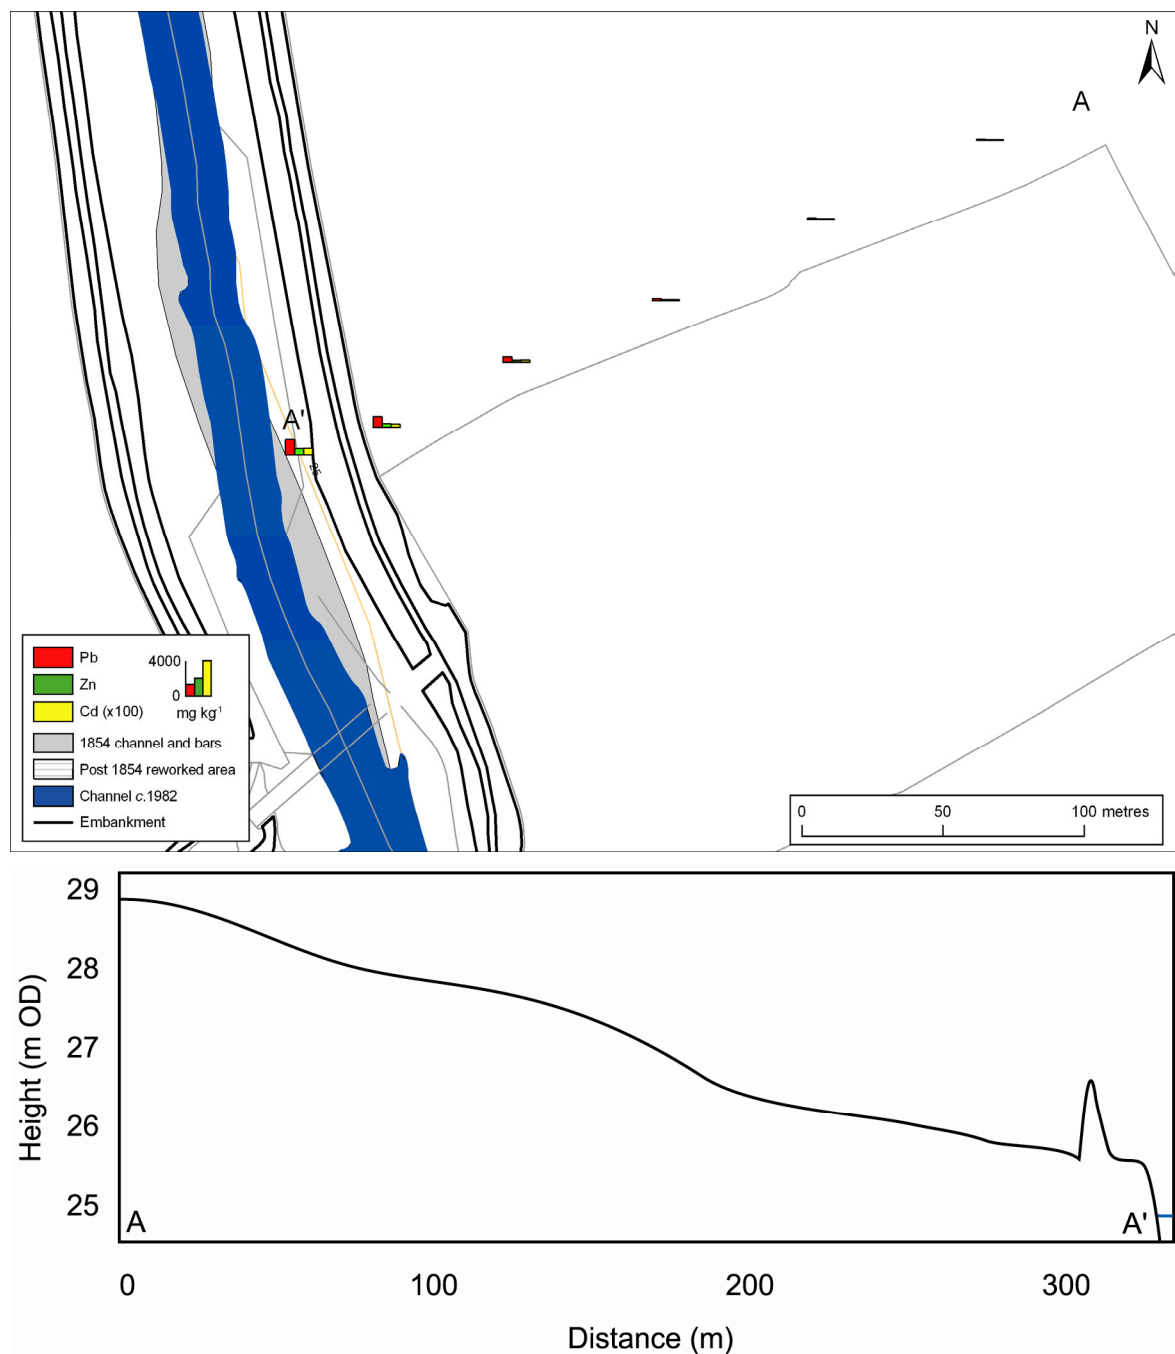 N
A
A'
25
Pb
Zn
Cd (x100)
4000
0
mg kg⁻¹
1854 channel and bars
Post 1854 reworked area
Channel c.1982
Embankment
0 50 100 metres
29
28
27
26
25
Height (m OD)
A A'
0 100 200 300
Distance (m)